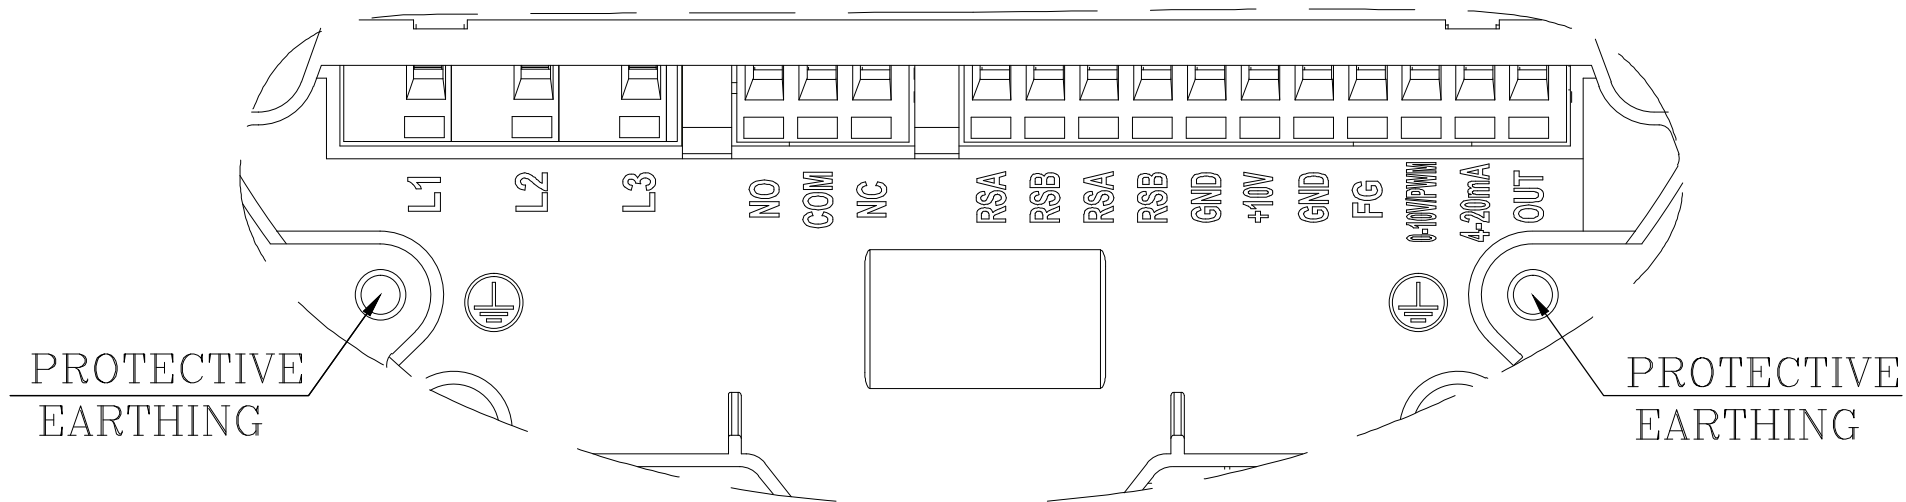 L1
L2
L3
NO
COM
NC
RSA
RSB
RSA
RSB
GND
+10V
GND
FG
0-10V/PWM
4-20mA
OUT
PROTECTIVE
EARTHING
PROTECTIVE
EARTHING